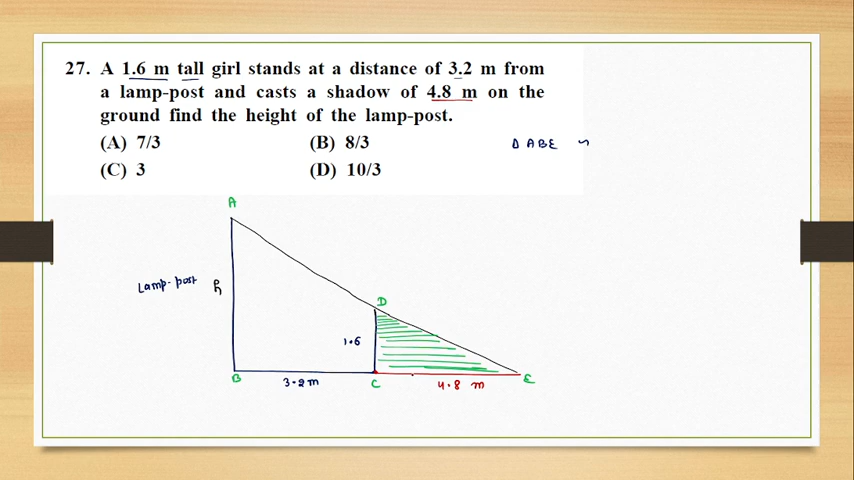 27. A 1.6 m tall girl stands at a distance of 3.2 m from
a lamp-post and casts a shadow of 4.8 m on the
ground find the height of the lamp-post.
(A) 7/3 (B) 8/3
(C) 3 (D) 10/3
Δ ABE ~
A
Lamp-post h
D
1.6
B 3.2 m C 4.8 m E